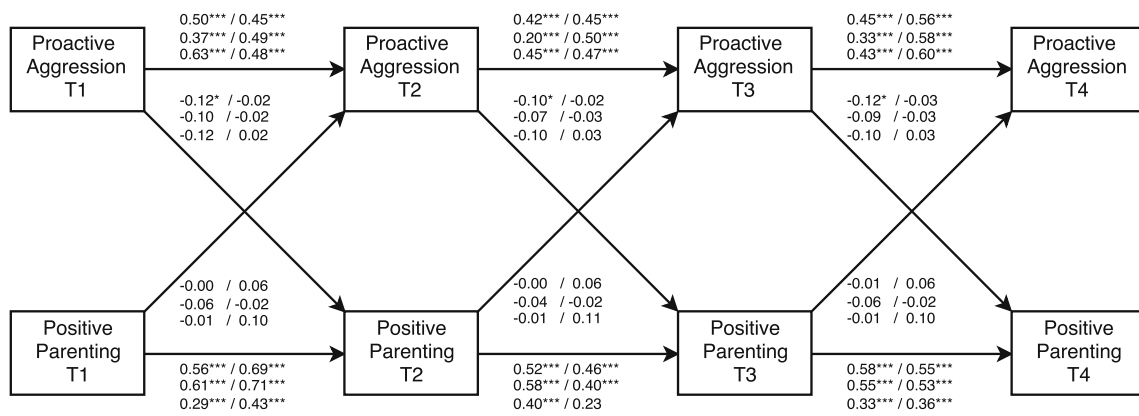 0.50*** / 0.45***
0.37*** / 0.49***
0.63*** / 0.48***
0.42*** / 0.45***
0.20*** / 0.50***
0.45*** / 0.47***
0.45*** / 0.56***
0.33*** / 0.58***
0.43*** / 0.60***
Proactive
Aggression
T1
Proactive
Aggression
T2
Proactive
Aggression
T3
Proactive
Aggression
T4
-0.12* / -0.02
-0.10 / -0.02
-0.12 / 0.02
-0.10* / -0.02
-0.07 / -0.03
-0.10 / 0.03
-0.12* / -0.03
-0.09 / -0.03
-0.10 / 0.03
-0.00 / 0.06
-0.06 / -0.02
-0.01 / 0.10
-0.00 / 0.06
-0.04 / -0.02
-0.01 / 0.11
-0.01 / 0.06
-0.06 / -0.02
-0.01 / 0.10
Positive
Parenting
T1
Positive
Parenting
T2
Positive
Parenting
T3
Positive
Parenting
T4
0.56*** / 0.69***
0.61*** / 0.71***
0.29*** / 0.43***
0.52*** / 0.46***
0.58*** / 0.40***
0.40*** / 0.23
0.58*** / 0.55***
0.55*** / 0.53***
0.33*** / 0.36***